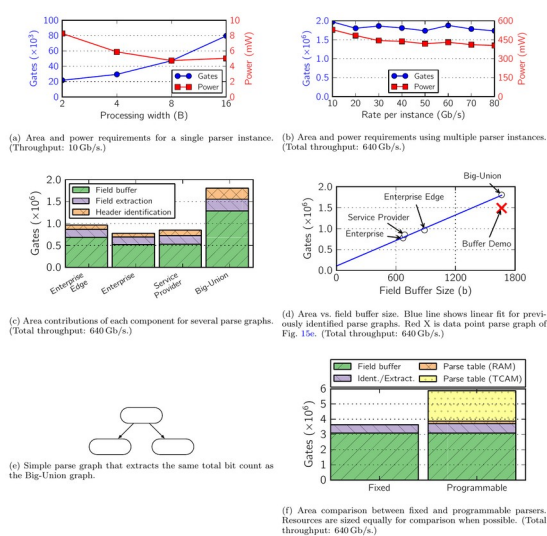 100
80
60
40
20
0
Gates (×10³)
10
8
6
4
2
0
Power (mW)
Gates
Power
2
4
8
16
Processing width (B)
(a) Area and power requirements for a single parser instance.
(Throughput: 10 Gb/s.)
2.0
1.5
1.0
0.5
0.0
Gates (×10⁶)
600
450
300
150
0
Power (mW)
Gates
Power
10 20 30 40 50 60 70 80
Rate per instance (Gb/s)
(b) Area and power requirements using multiple parser instances.
(Total throughput: 640 Gb/s.)
2.0
1.5
1.0
0.5
0.0
Gates (×10⁶)
Field buffer
Field extraction
Header identification
Enterprise Edge
Enterprise
Service Provider
Big-Union
(c) Area contributions of each component for several parse graphs.
(Total throughput: 640 Gb/s.)
Big-Union
2.0
1.5
1.0
0.5
0.0
Gates (×10⁶)
Enterprise Edge
Service Provider
Enterprise
Buffer Demo
0 600 1200 1800
Field Buffer Size (b)
(d) Area vs. field buffer size. Blue line shows linear fit for previ-
ously identified parse graphs. Red X is data point parse graph of
Fig. 15e. (Total throughput: 640 Gb/s.)
(e) Simple parse graph that extracts the same total bit count as
the Big-Union graph.
Field buffer
Ident./Extract.
Parse table (RAM)
Parse table (TCAM)
6
5
4
3
2
1
0
Gates (×10⁶)
Fixed
Programmable
(f) Area comparison between fixed and programmable parsers.
Resources are sized equally for comparison when possible. (Total
throughput: 640 Gb/s.)